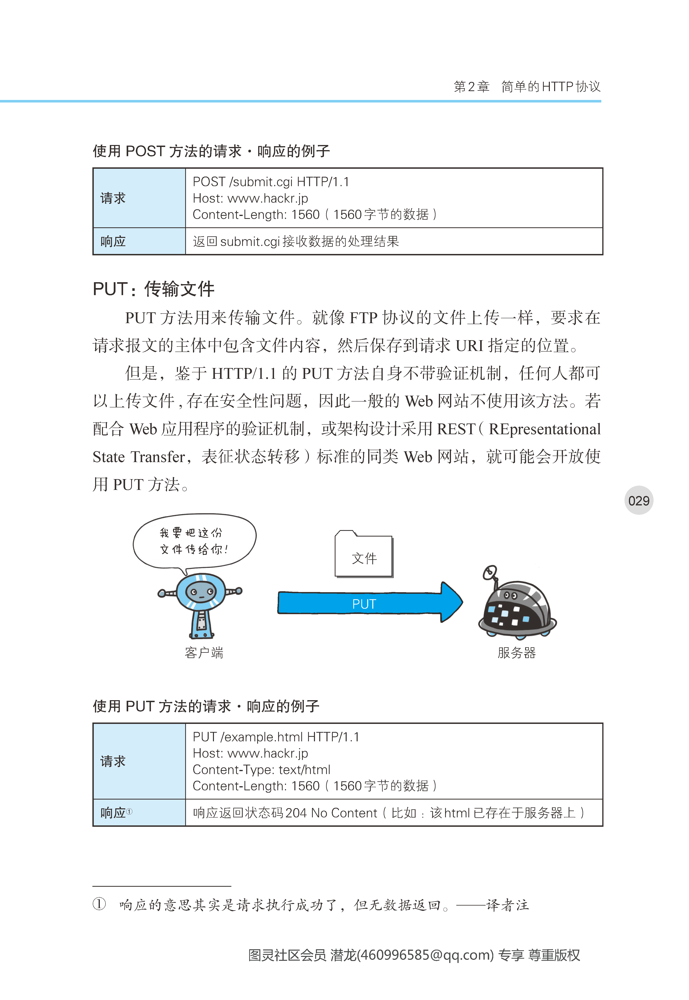 第2章 简单的HTTP协议
使用 POST 方法的请求・响应的例子
请求
POST /submit.cgi HTTP/1.1
Host: www.hackr.jp
Content-Length: 1560（1560字节的数据）
响应
返回submit.cgi接收数据的处理结果
PUT：传输文件
PUT 方法用来传输文件。就像 FTP 协议的文件上传一样，要求在
请求报文的主体中包含文件内容，然后保存到请求 URI 指定的位置。
但是，鉴于 HTTP/1.1 的 PUT 方法自身不带验证机制，任何人都可
以上传文件 , 存在安全性问题，因此一般的 Web 网站不使用该方法。若
配合 Web 应用程序的验证机制，或架构设计采用 REST（REpresentational
State Transfer，表征状态转移）标准的同类 Web 网站，就可能会开放使
用 PUT 方法。
029
我要把这份
文件传给你!
文件
PUT
客户端
服务器
使用 PUT 方法的请求・响应的例子
请求
PUT /example.html HTTP/1.1
Host: www.hackr.jp
Content-Type: text/html
Content-Length: 1560（1560字节的数据）
响应①
响应返回状态码204 No Content（比如：该html已存在于服务器上）
① 响应的意思其实是请求执行成功了，但无数据返回。——译者注
图灵社区会员 潜龙(460996585@qq.com) 专享 尊重版权